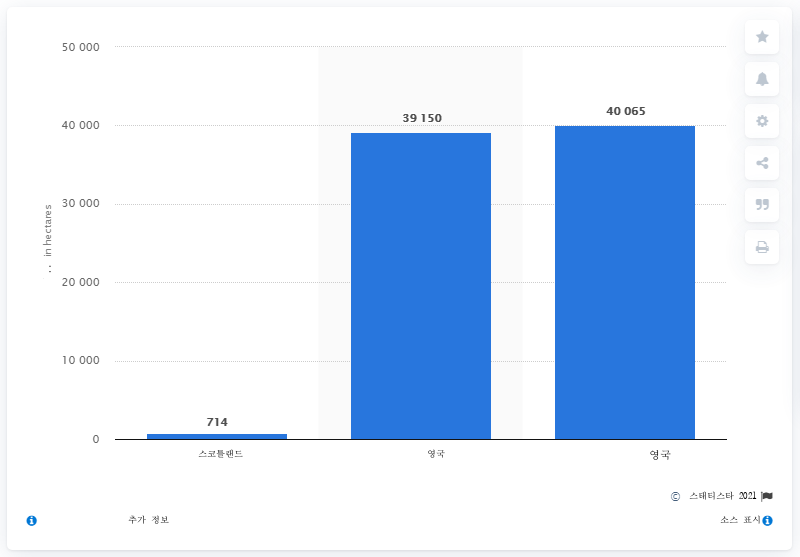 50 000
39 150
40 065
40 000
30 000
20 000
10 000
714
0
.. in hectares
스코틀랜드
영국
영국
© 스태티스타 2021
추가 정보
소스 표시